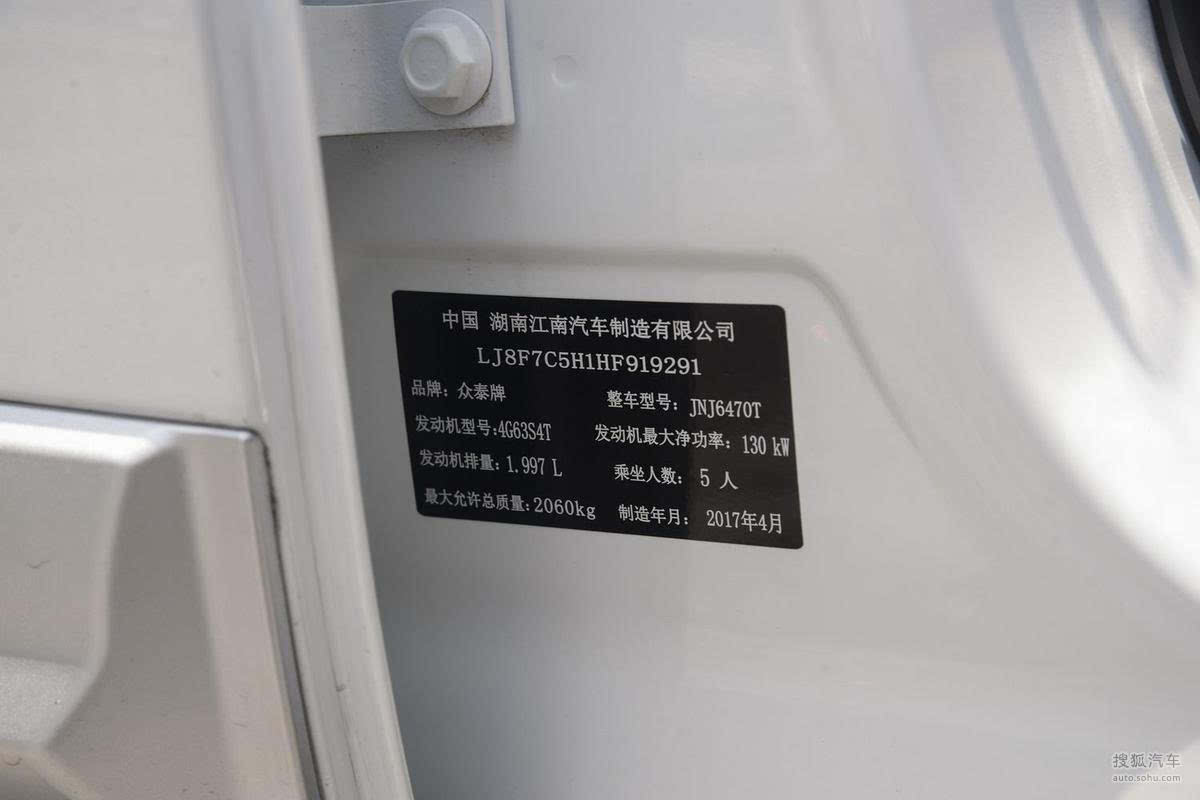 中国 湖南江南汽车制造有限公司
LJ8F7C5H1HF919291
品牌：众泰牌 整车型号：JNJ6470T
发动机型号:4G63S4T 发动机最大净功率：130 kW
发动机排量：1.997 L 乘坐人数：5 人
最大允许总质量：2060kg 制造年月：2017年4月
搜狐汽车
auto.sohu.com